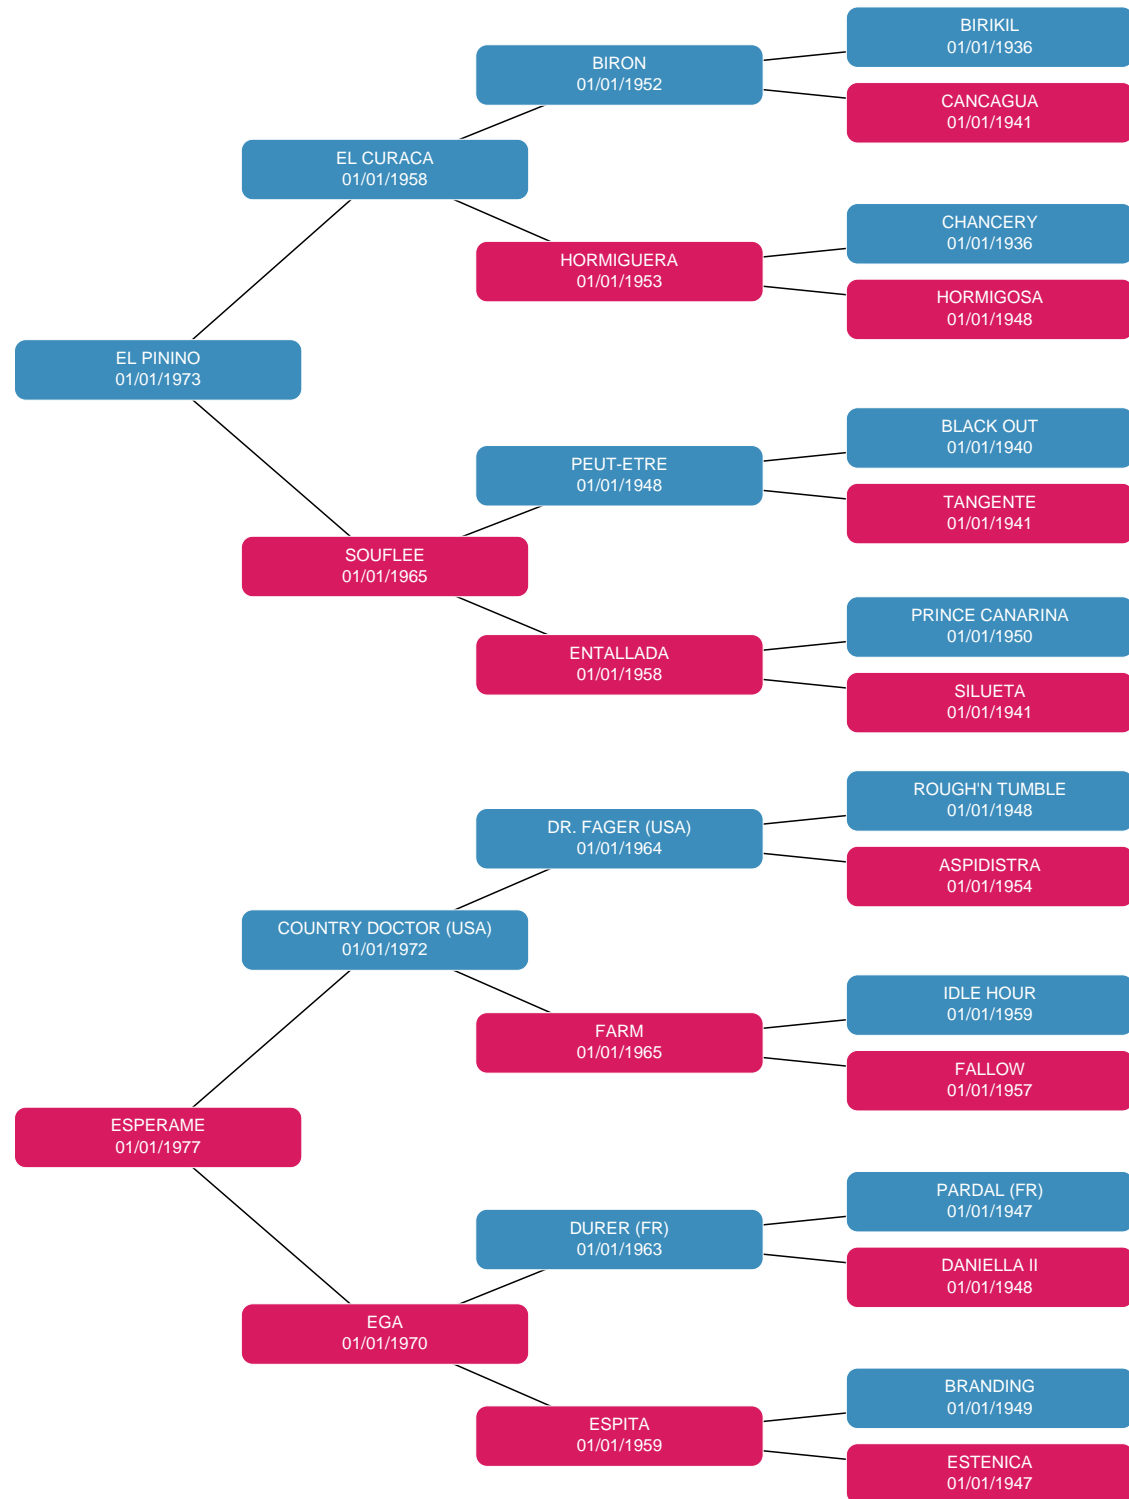 BIRIKIL
01/01/1936
BIRON
01/01/1952
CANCAGUA
01/01/1941
EL CURACA
01/01/1958
CHANCERY
01/01/1936
HORMIGUERA
01/01/1953
HORMIGOSA
01/01/1948
EL PININO
01/01/1973
BLACK OUT
01/01/1940
PEUT-ETRE
01/01/1948
TANGENTE
01/01/1941
SOUFLEE
01/01/1965
PRINCE CANARINA
01/01/1950
ENTALLADA
01/01/1958
SILUETA
01/01/1941
ROUGH'N TUMBLE
01/01/1948
DR. FAGER (USA)
01/01/1964
ASPIDISTRA
01/01/1954
COUNTRY DOCTOR (USA)
01/01/1972
IDLE HOUR
01/01/1959
FARM
01/01/1965
FALLOW
01/01/1957
ESPERAME
01/01/1977
PARDAL (FR)
01/01/1947
DURER (FR)
01/01/1963
DANIELLA II
01/01/1948
EGA
01/01/1970
BRANDING
01/01/1949
ESPITA
01/01/1959
ESTENICA
01/01/1947